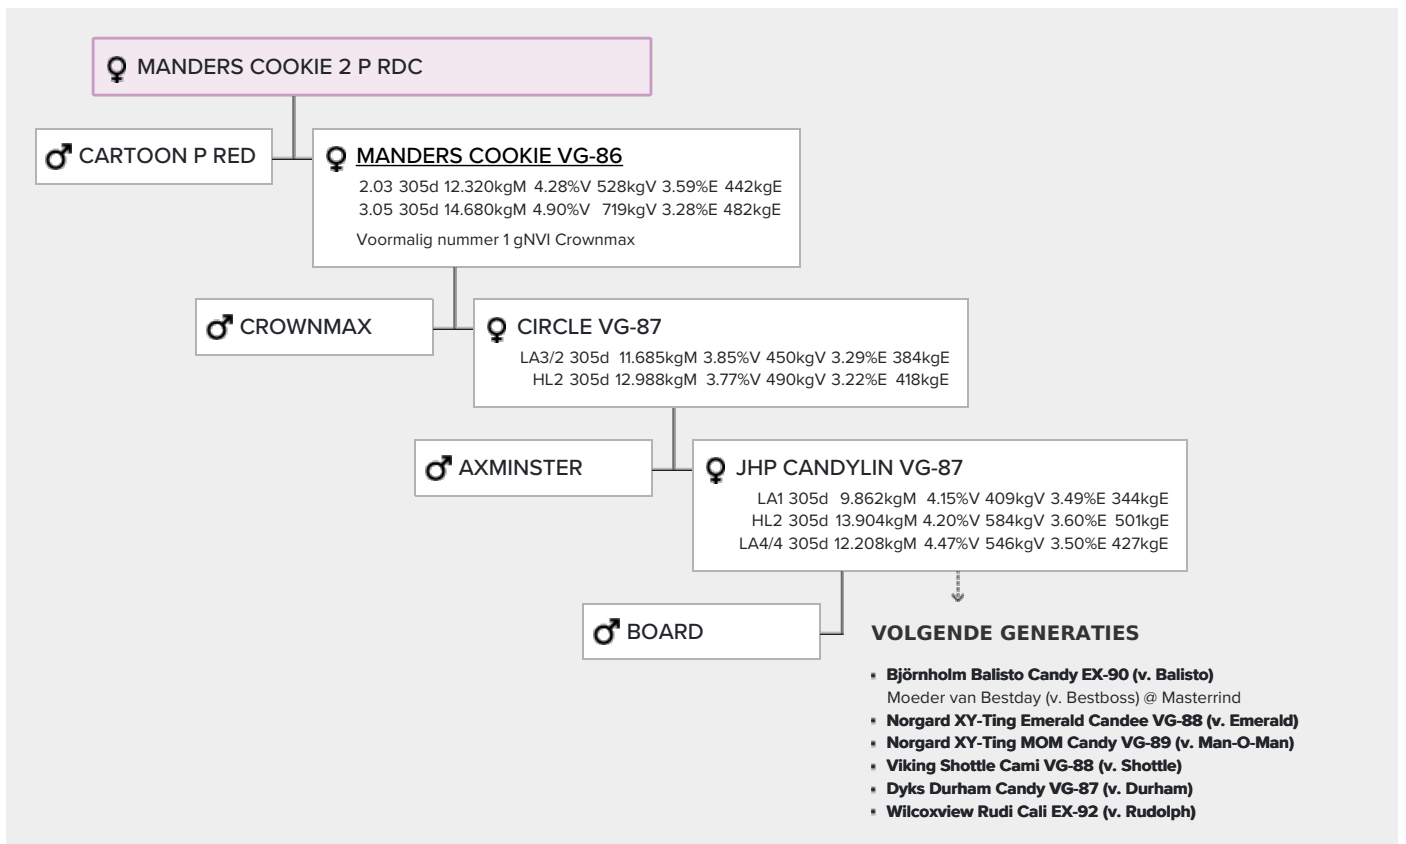 MANDERS COOKIE 2 P RDC
CARTOON P RED
MANDERS COOKIE VG-86
2.03 305d 12.320kgM 4.28%V 528kgV 3.59%E 442kgE
3.05 305d 14.680kgM 4.90%V 719kgV 3.28%E 482kgE
Voormalig nummer 1 gNVI Crownmax
CROWNMAX
CIRCLE VG-87
LA3/2 305d 11.685kgM 3.85%V 450kgV 3.29%E 384kgE
HL2 305d 12.988kgM 3.77%V 490kgV 3.22%E 418kgE
AXMINSTER
JHP CANDYLIN VG-87
LA1 305d 9.862kgM 4.15%V 409kgV 3.49%E 344kgE
HL2 305d 13.904kgM 4.20%V 584kgV 3.60%E 501kgE
LA4/4 305d 12.208kgM 4.47%V 546kgV 3.50%E 427kgE
BOARD
VOLGENDE GENERATIES
Björnholm Balisto Candy EX-90 (v. Balisto)
Moeder van Bestday (v. Bestboss) @ Masterrind
Norgard XY-Ting Emerald Candee VG-88 (v. Emerald)
Norgard XY-Ting MOM Candy VG-89 (v. Man-O-Man)
Viking Shottle Cami VG-88 (v. Shottle)
Dyks Durham Candy VG-87 (v. Durham)
Wilcoxview Rudi Cali EX-92 (v. Rudolph)